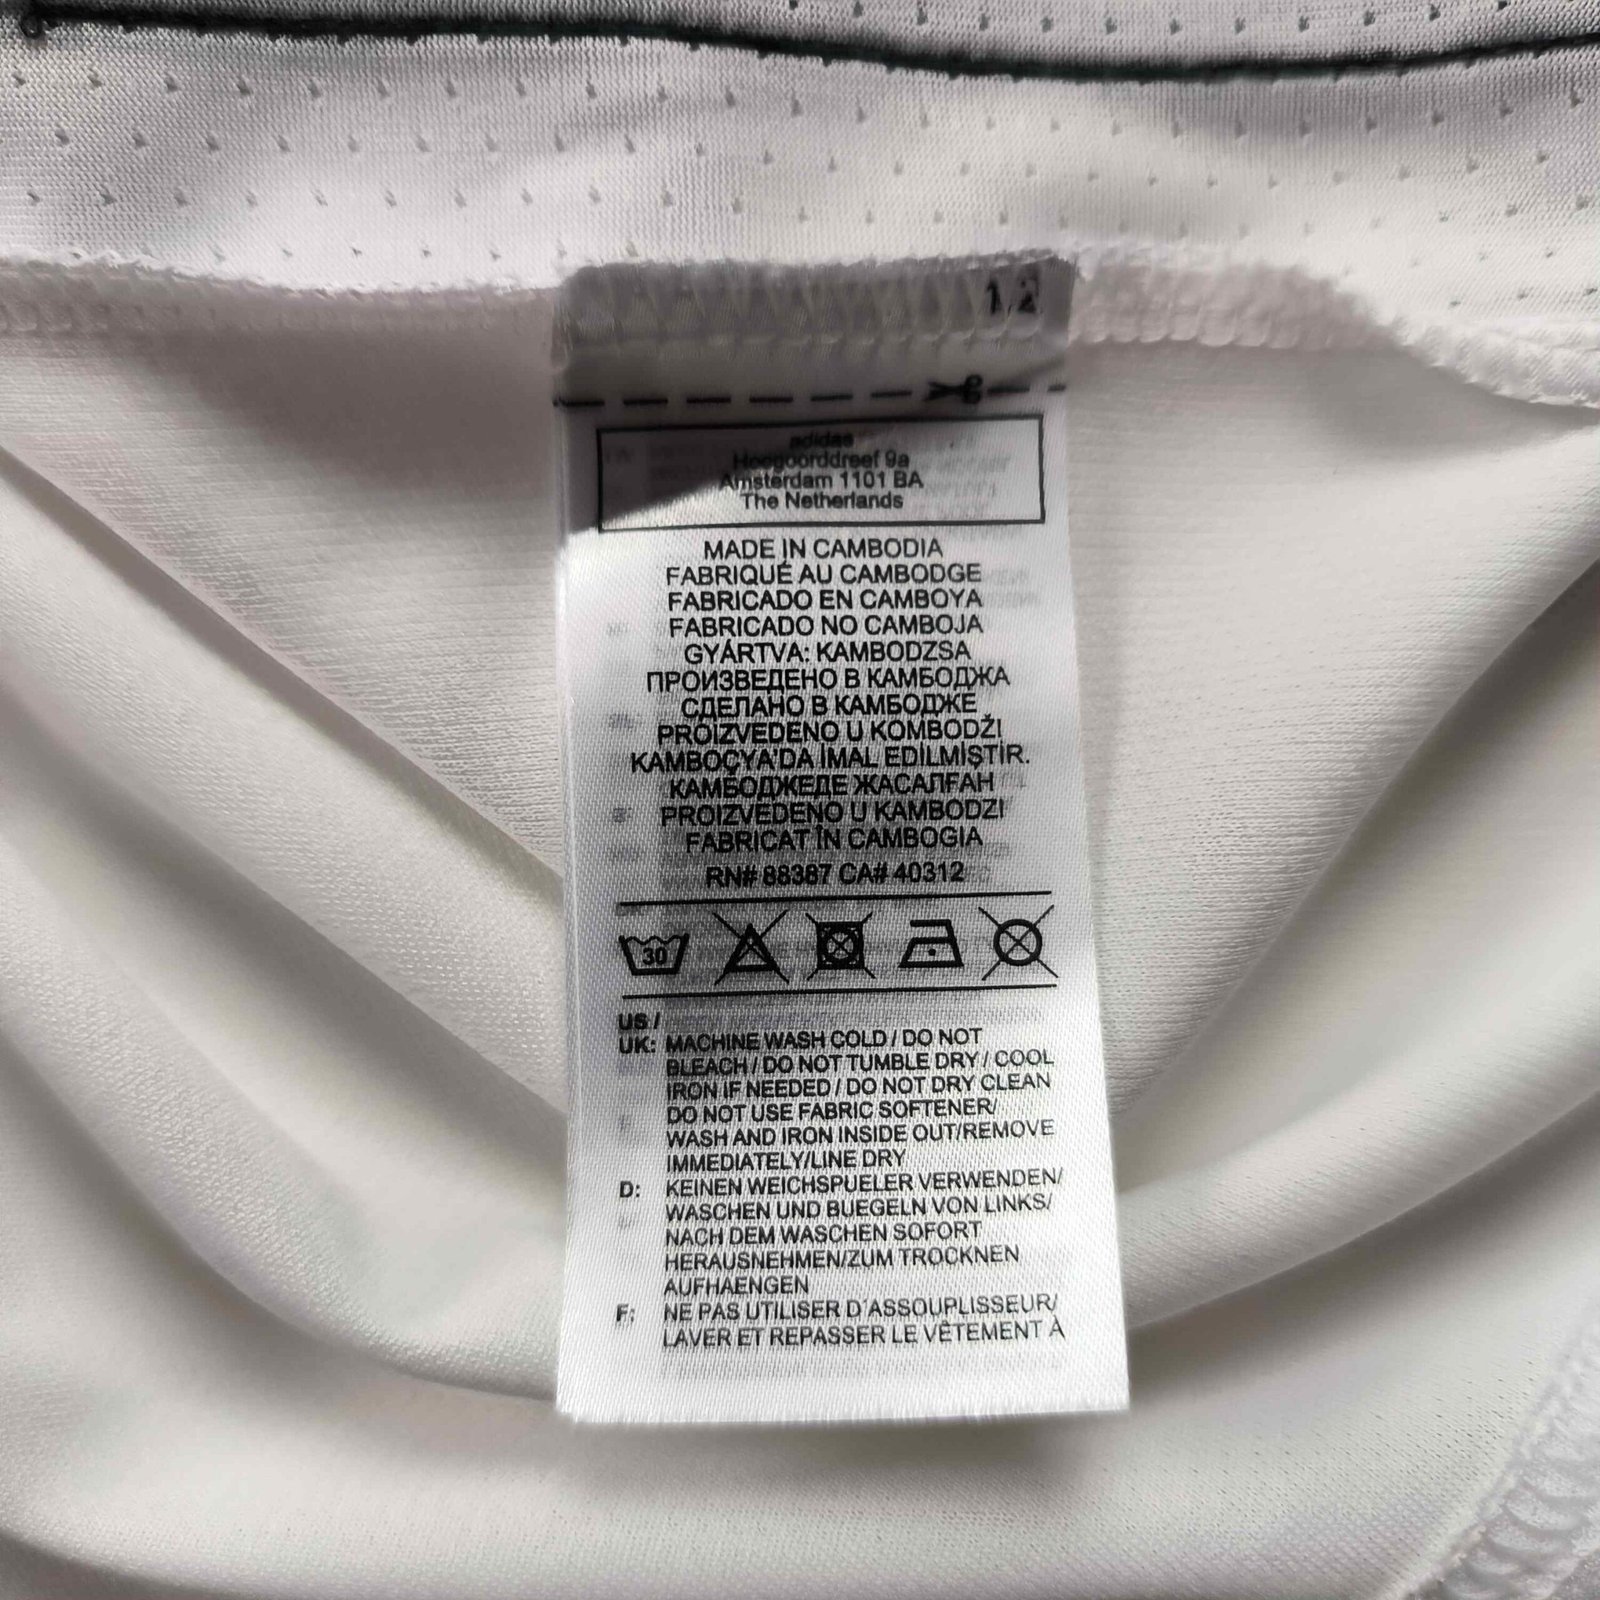 12
adidas
Hoogoorddreef 9a
Amsterdam 1101 BA
The Netherlands
MADE IN CAMBODIA
FABRIQUÉ AU CAMBODGE
FABRICADO EN CAMBOYA
FABRICADO NO CAMBOJA
GYÁRTVA: KAMBODZSA
ПРОИЗВЕДЕНО В КАМБОДЖА
СДЕЛАНО В КАМБОДЖЕ
PROIZVEDENO U KOMBODŽI
KAMBOÇYA'DA İMAL EDİLMİŞTİR.
КАМБОДЖЕДЕ ЖАСАЛҒАН
PROIZVEDENO U KAMBODZI
FABRICAT ÎN CAMBOGIA
RN# 88387 CA# 40312
30
US /
UK: MACHINE WASH COLD / DO NOT
BLEACH / DO NOT TUMBLE DRY / COOL
IRON IF NEEDED / DO NOT DRY CLEAN
DO NOT USE FABRIC SOFTENER/
WASH AND IRON INSIDE OUT/REMOVE
IMMEDIATELY/LINE DRY
D: KEINEN WEICHSPUELER VERWENDEN/
WASCHEN UND BUEGELN VON LINKS/
NACH DEM WASCHEN SOFORT
HERAUSNEHMEN/ZUM TROCKNEN
AUFHAENGEN
F: NE PAS UTILISER D'ASSOUPLISSEUR/
LAVER ET REPASSER LE VÊTEMENT À